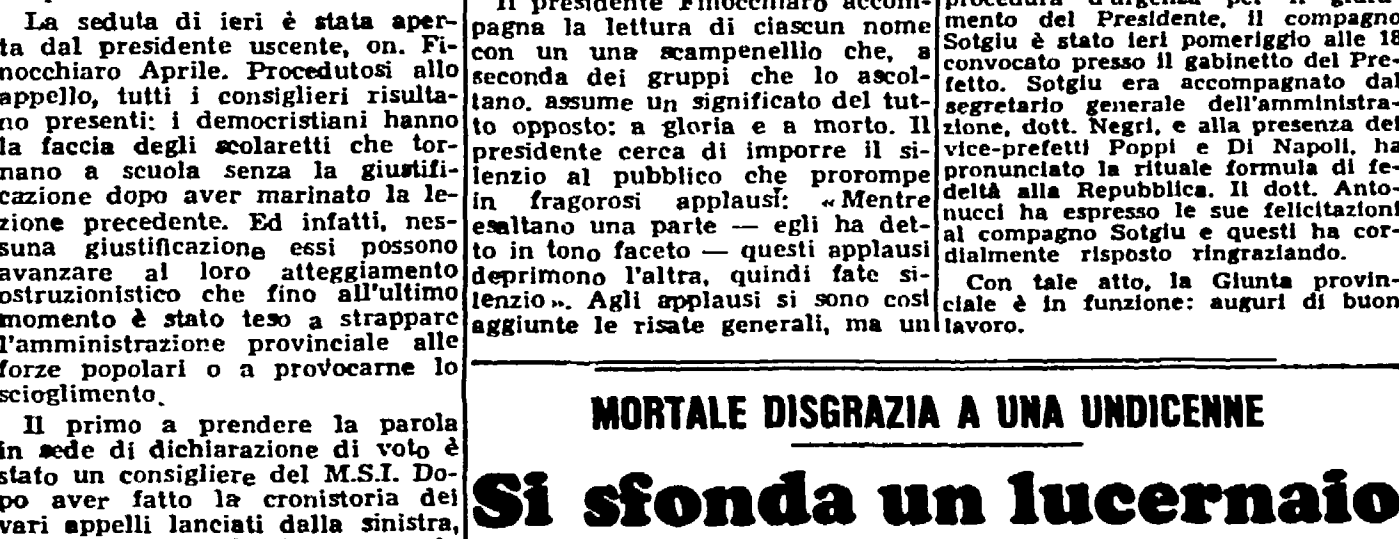 La seduta di ieri è stata aper-
ta dal presidente uscente, on. Fi-
nocchiaro Aprile. Procedutosi allo
appello, tutti i consiglieri risulta-
no presenti: i democristiani hanno
la faccia degli scolaretti che tor-
nano a scuola senza la giustifi-
cazione dopo aver marinato la le-
zione precedente. Ed infatti, nes-
suna giustificazione essi possono
avanzare al loro atteggiamento
ostruzionistico che fino all'ultimo
momento è stato teso a strappare
l'amministrazione provinciale alle
forze popolari o a provocarne lo
scioglimento.
Il primo a prendere la parola
in sede di dichiarazione di voto è
stato un consigliere del M.S.I. Do-
po aver fatto la cronistoria dei
vari appelli lanciati dalla sinistra,
Il presidente Finocchiaro accom-
pagna la lettura di ciascun nome
con un una scampenellio che, a
seconda dei gruppi che lo ascol-
tano. assume un significato del tut-
to opposto: a gloria e a morto. Il
presidente cerca di imporre il si-
lenzio al pubblico che prorompe
in fragorosi applausi: «Mentre
esaltano una parte — egli ha det-
to in tono faceto — questi applausi
deprimono l'altra, quindi fate si-
lenzio». Agli applausi si sono così
aggiunte le risate generali, ma un
mento del Presidente, il compagno
Sotgiu è stato ieri pomeriggio alle 18
convocato presso il gabinetto del Pre-
fetto. Sotgiu era accompagnato dal
segretario generale dell'amministra-
zione, dott. Negri, e alla presenza dei
vice-prefetti Poppi e Di Napoli, ha
pronunciato la rituale formula di fe-
deltà alla Repubblica. Il dott. Anto-
nucci ha espresso le sue felicitazioni
al compagno Sotgiu e questi ha cor-
dialmente risposto ringraziando.
Con tale atto, la Giunta provin-
ciale è in funzione: auguri di buon
lavoro.
MORTALE DISGRAZIA A UNA UNDICENNE
Si sfonda un lucernaio